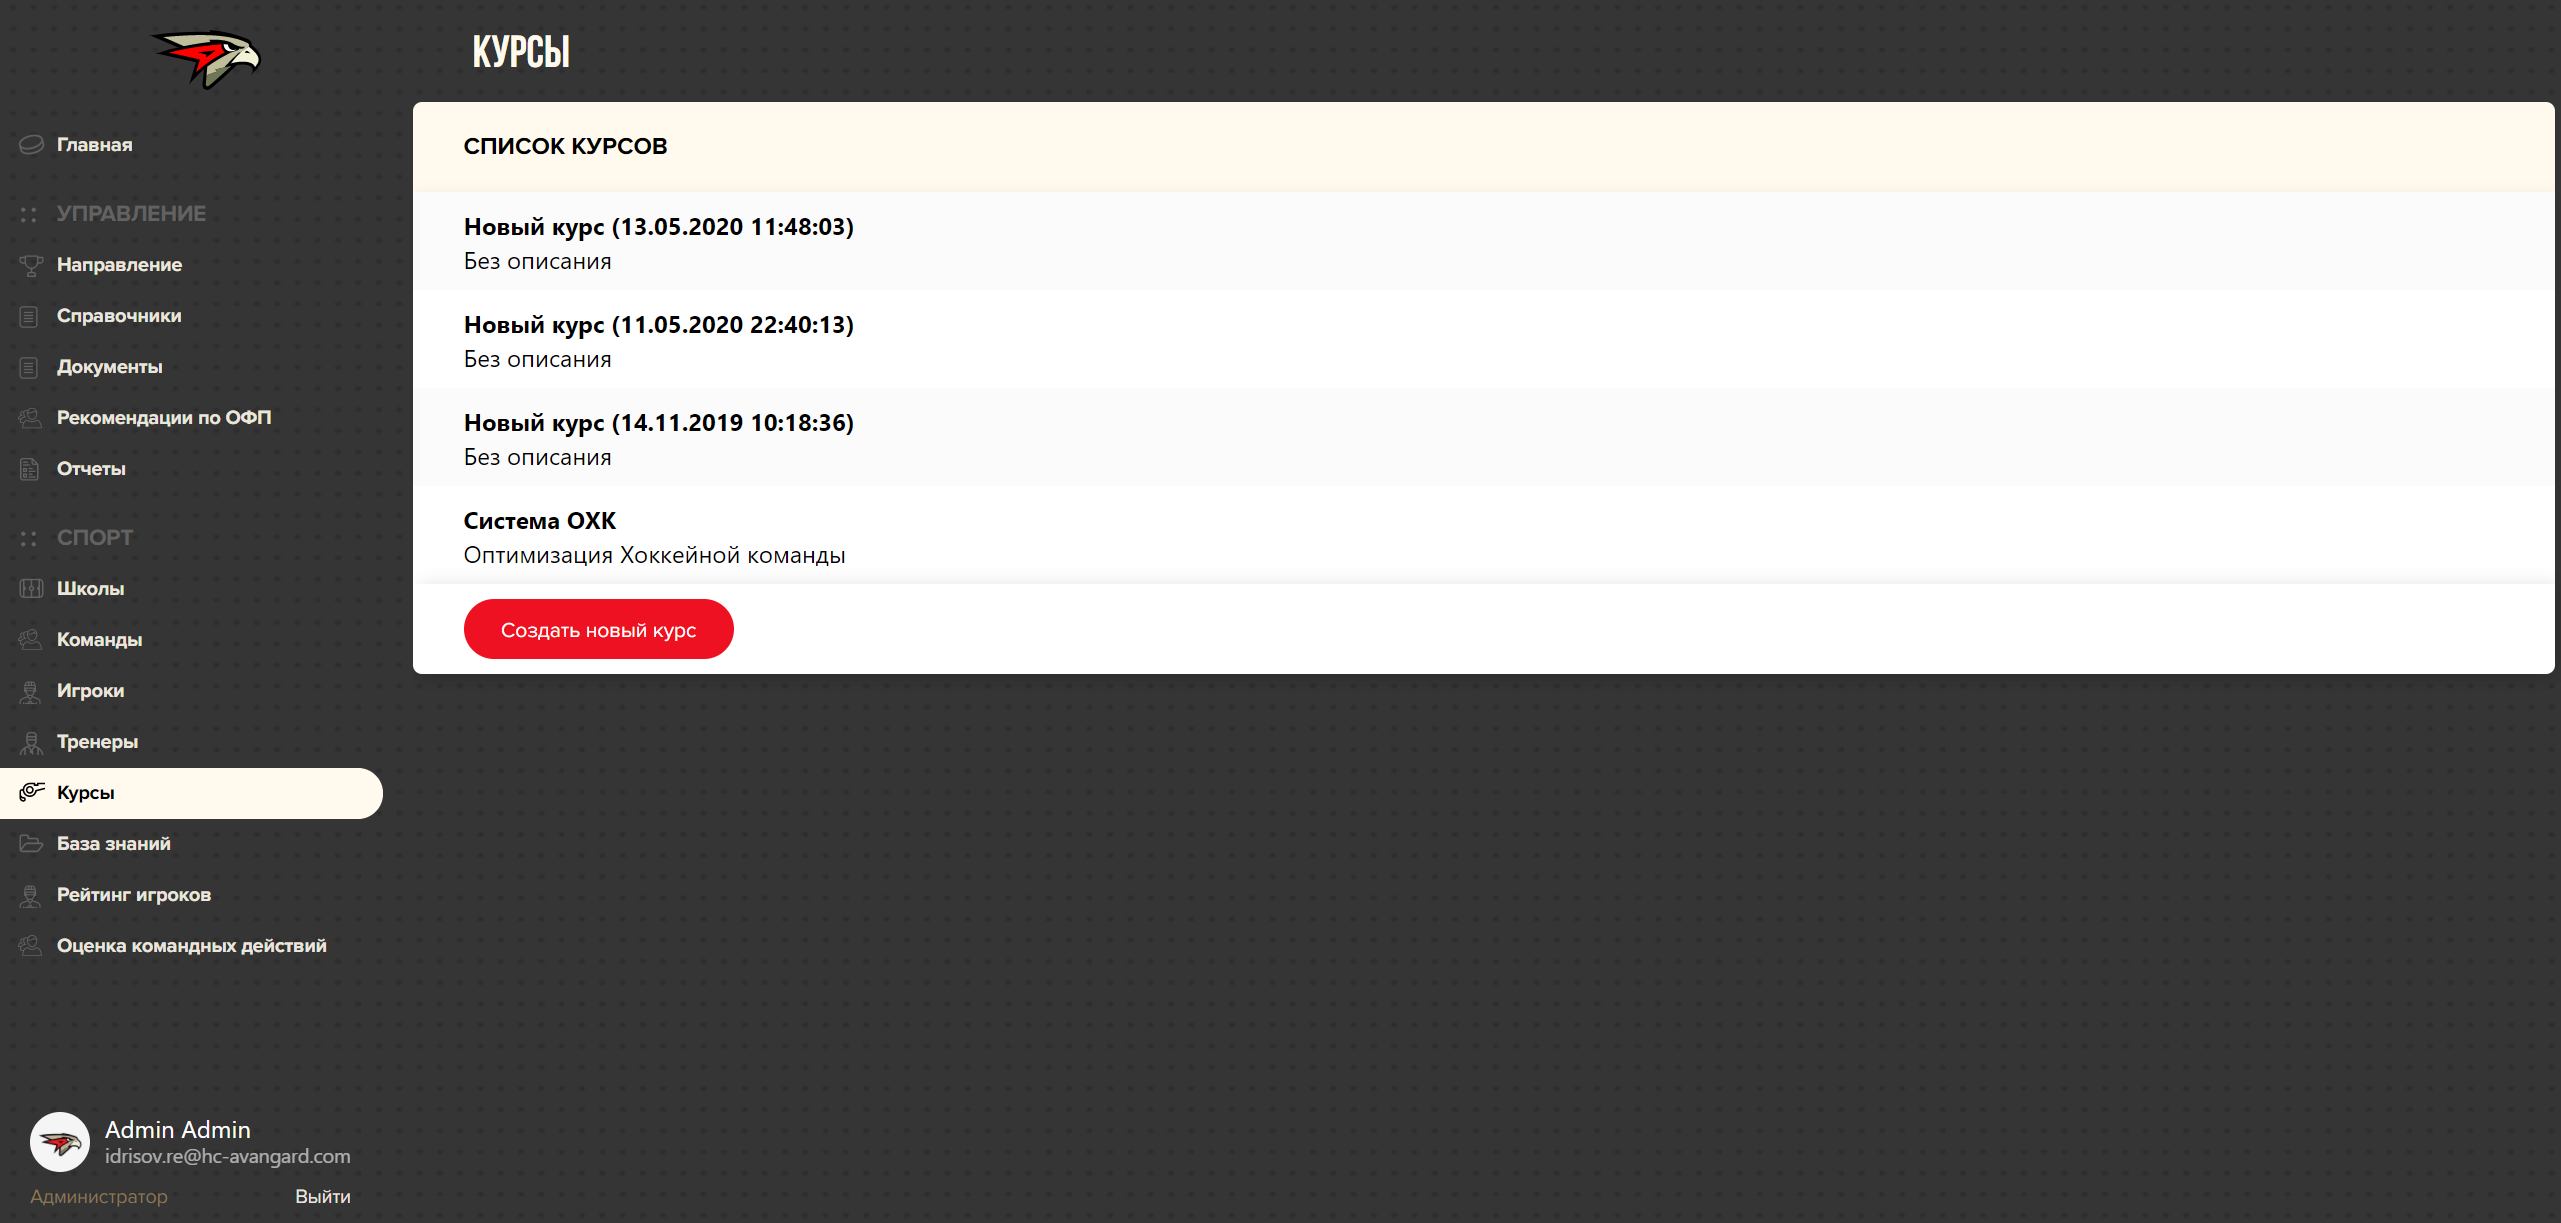 КУРСЫ
Главная
УПРАВЛЕНИЕ
Направление
Справочники
Документы
Рекомендации по ОФП
Отчеты
СПОРТ
Школы
Команды
Игроки
Тренеры
Курсы
База знаний
Рейтинг игроков
Оценка командных действий
Admin Admin
idrisov.re@hc-avangard.com
Администратор
Выйти
СПИСОК КУРСОВ
Новый курс (13.05.2020 11:48:03)
Без описания
Новый курс (11.05.2020 22:40:13)
Без описания
Новый курс (14.11.2019 10:18:36)
Без описания
Система ОХК
Оптимизация Хоккейной команды
Создать новый курс